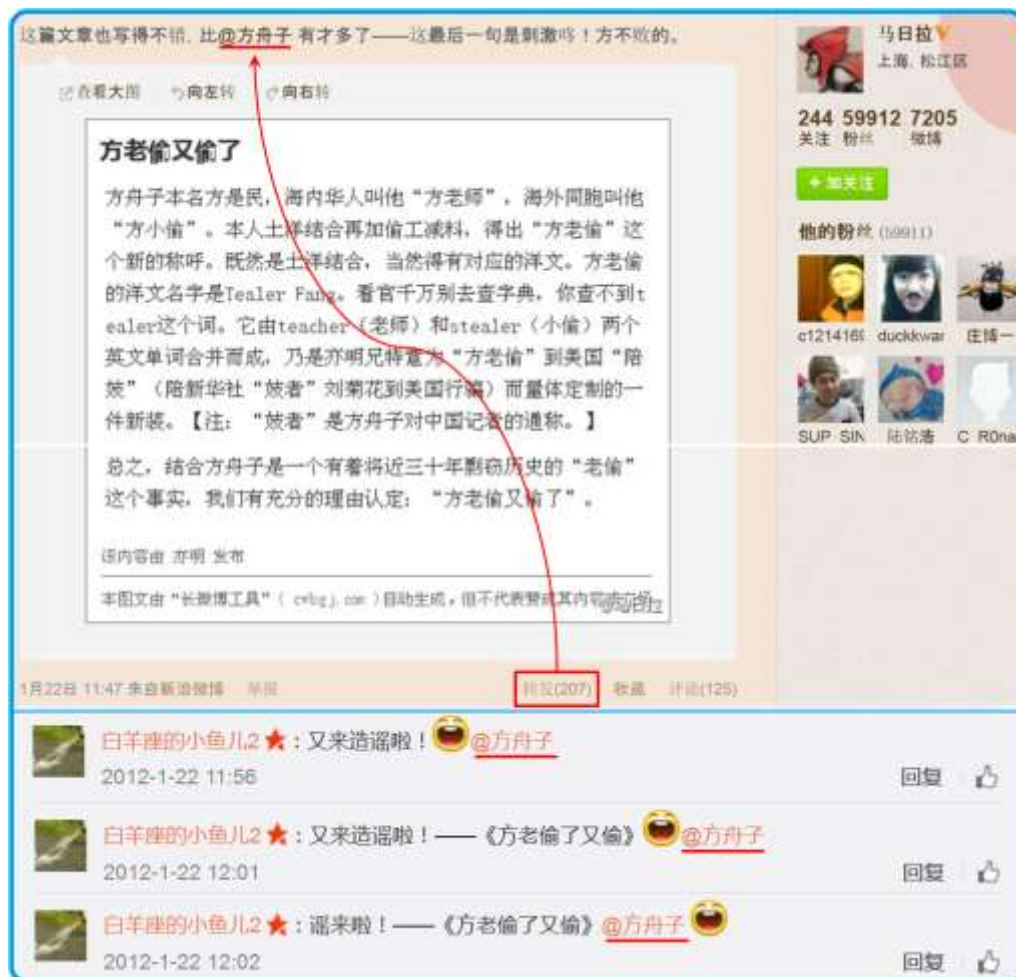 这篇文章也写得不错, 比@方舟子 有才多了——这最后一句是刺激哆！方不败的。
查看大图 向左转 向右转
方老偷又偷了
方舟子本名方是民，海内华人叫他“方老师”，海外同胞叫他
“方小偷”。本人土洋结合再加偷工减料，得出“方老偷”这
个新的称呼。既然是土洋结合，当然得有对应的洋文。方老偷
的洋文名字是Tealer Fang。看官千万别去查字典，你查不到t
ealer这个词。它由teacher（老师）和stealer（小偷）两个
英文单词合并而成，乃是亦明兄特意为“方老偷”到美国“陪
妓”（陪新华社“妓者”刘菊花到美国行骗）而量体定制的一
件新装。【注：“妓者”是方舟子对中国记者的通称。】
总之，结合方舟子是一个有着将近三十年剽窃历史的“老偷”
这个事实，我们有充分的理由认定：“方老偷又偷了”。
该内容由 亦明 发布
本图文由“长微博工具”( cwbgj.com )自动生成，但不代表赞成其内容或立场
1月22日 11:47 来自新浪微博 举报 转发(207) 收藏 评论(125)
马日拉
上海, 松江区
244 59912 7205
关注 粉丝 微博
+加关注
他的粉丝 (59911)
c1214169 duckkwar 庄博一
SUP_SIN 陆铭浩 C_R0na
白羊座的小鱼儿2：又来造谣啦！@方舟子
2012-1-22 11:56 回复
白羊座的小鱼儿2：又来造谣啦！——《方老偷了又偷》@方舟子
2012-1-22 12:01 回复
白羊座的小鱼儿2：谣来啦！——《方老偷了又偷》@方舟子
2012-1-22 12:02 回复